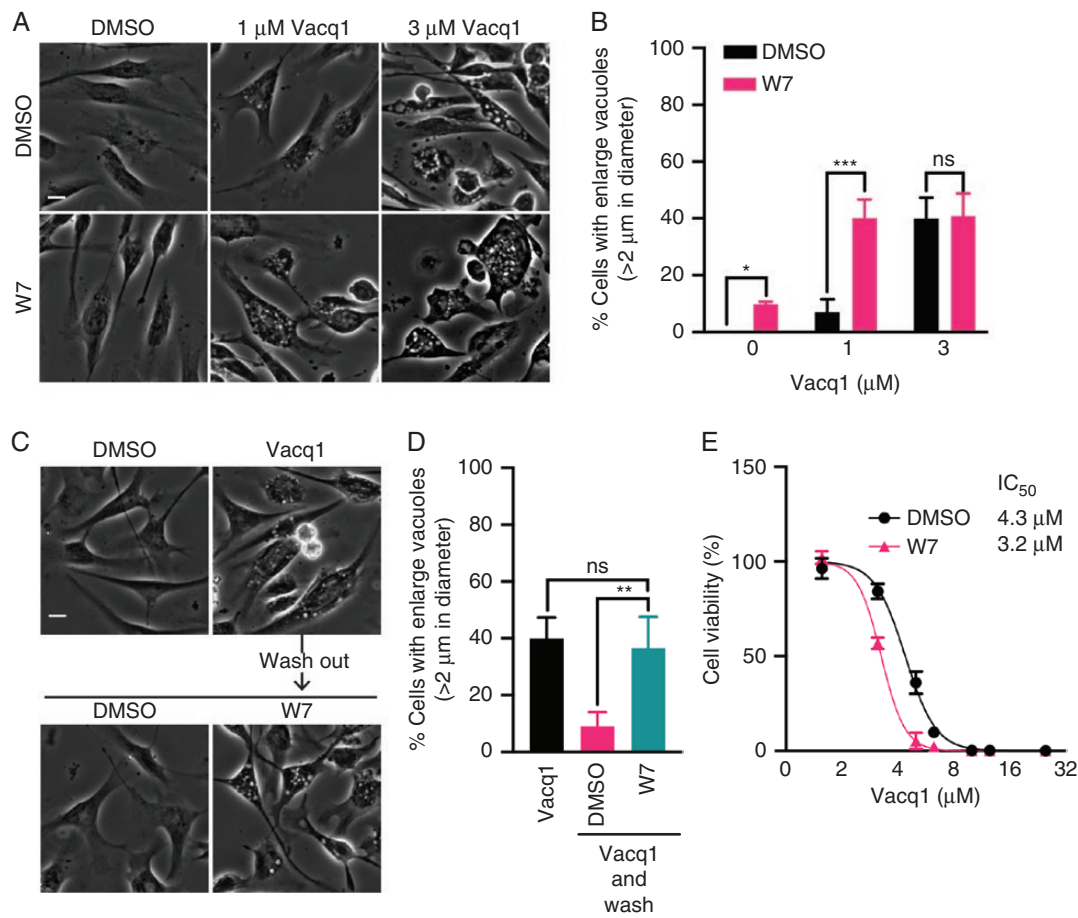 A
DMSO
1 μM Vacq1
3 μM Vacq1
DMSO
W7
B
% Cells with enlarge vacuoles
(>2 μm in diameter)
100
80
60
40
20
0
DMSO
W7
*
***
ns
0
1
3
Vacq1 (μM)
C
DMSO
Vacq1
Wash out
DMSO
W7
D
% Cells with enlarge vacuoles
(>2 μm in diameter)
100
80
60
40
20
0
ns
**
Vacq1
DMSO
W7
Vacq1
and
wash
E
Cell viability (%)
150
100
50
0
IC50
DMSO 4.3 μM
W7 3.2 μM
0 2 4 8 16 32
Vacq1 (μM)